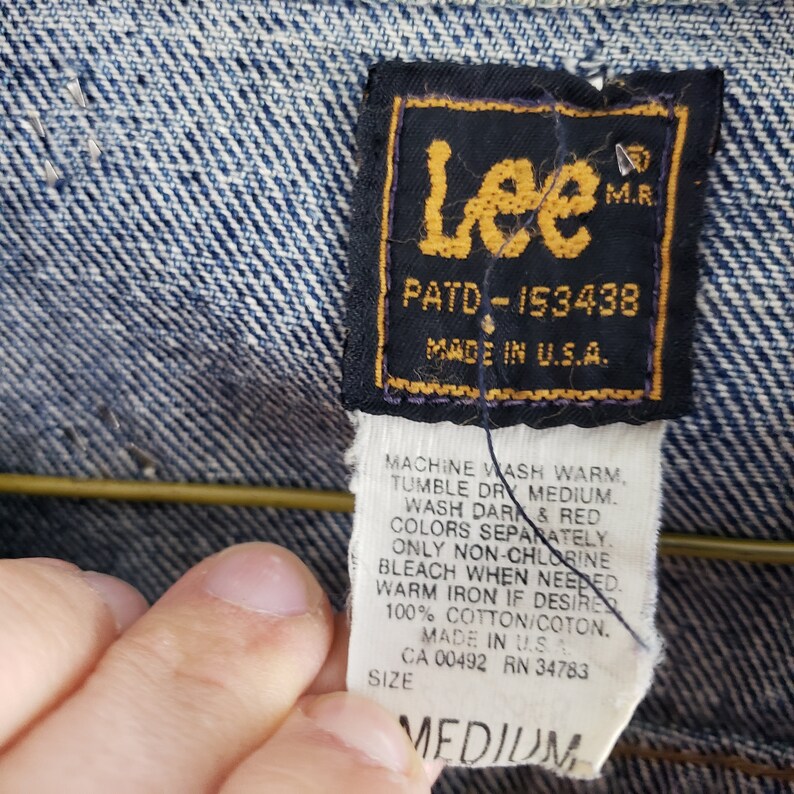 Lee ®
M.R.
PATD-153438
MADE IN U.S.A.
MACHINE WASH WARM.
TUMBLE DRY MEDIUM.
WASH DARK & RED
COLORS SEPARATELY.
ONLY NON-CHLORINE
BLEACH WHEN NEEDED.
WARM IRON IF DESIRED
100% COTTON/COTON.
MADE IN U.S.A.
CA 00492 RN 34783
SIZE
MEDIUM